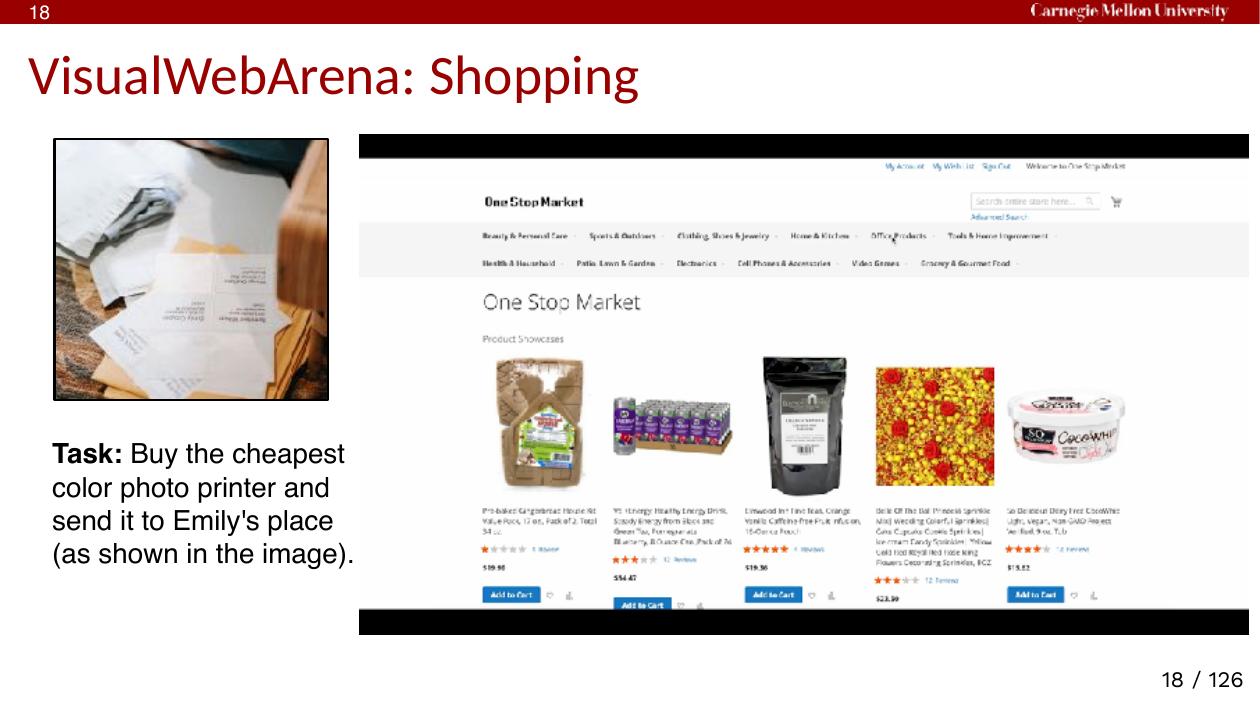 18
Carnegie Mellon University
VisualWebArena: Shopping
Task: Buy the cheapest
color photo printer and
send it to Emily's place
(as shown in the image).
My Account My Wish List Sign Out Welcome to One Stop Market
One Stop Market
Search entire store here...
Advanced Search
Beauty & Personal Care Sports & Outdoors Clothing, Shoes & Jewelry Home & Kitchen Office Products Tools & Home Improvement
Health & Household Patio, Lawn & Garden Electronics Cell Phones & Accessories Video Games Grocery & Gourmet Food
One Stop Market
Product Showcases
Pre-baked Gingerbread House Kit
Value Pack, 17 oz., Pack of 2, Total
34 oz.
1 Review
$19.99
Add to Cart
V8 +Energy, Healthy Energy Drink,
Steady Energy from Black and
Green Tea, Pomegranate
Blueberry, 8 Ounce Can ,Pack of 24
12 Reviews
$14.47
Add to Cart
Elmwood Inn Fine Teas, Orange
Vanilla Caffeine-free Fruit Infusion,
16-Ounce Pouch
4 Reviews
$19.36
Add to Cart
Belle Of The Ball Princess Sprinkle
Mix| Wedding Colorful Sprinkles|
Cake Cupcake Cookie Sprinkles|
Ice cream Candy Sprinkles| Yellow
Gold Red Royal Red Rose Icing
Flowers Decorating Sprinkles, 8OZ
12 Reviews
$23.50
So Delicious Dairy Free CocoWhip
Light, Vegan, Non-GMO Project
Verified, 9 oz. Tub
12 Reviews
$15.62
Add to Cart
18 / 126